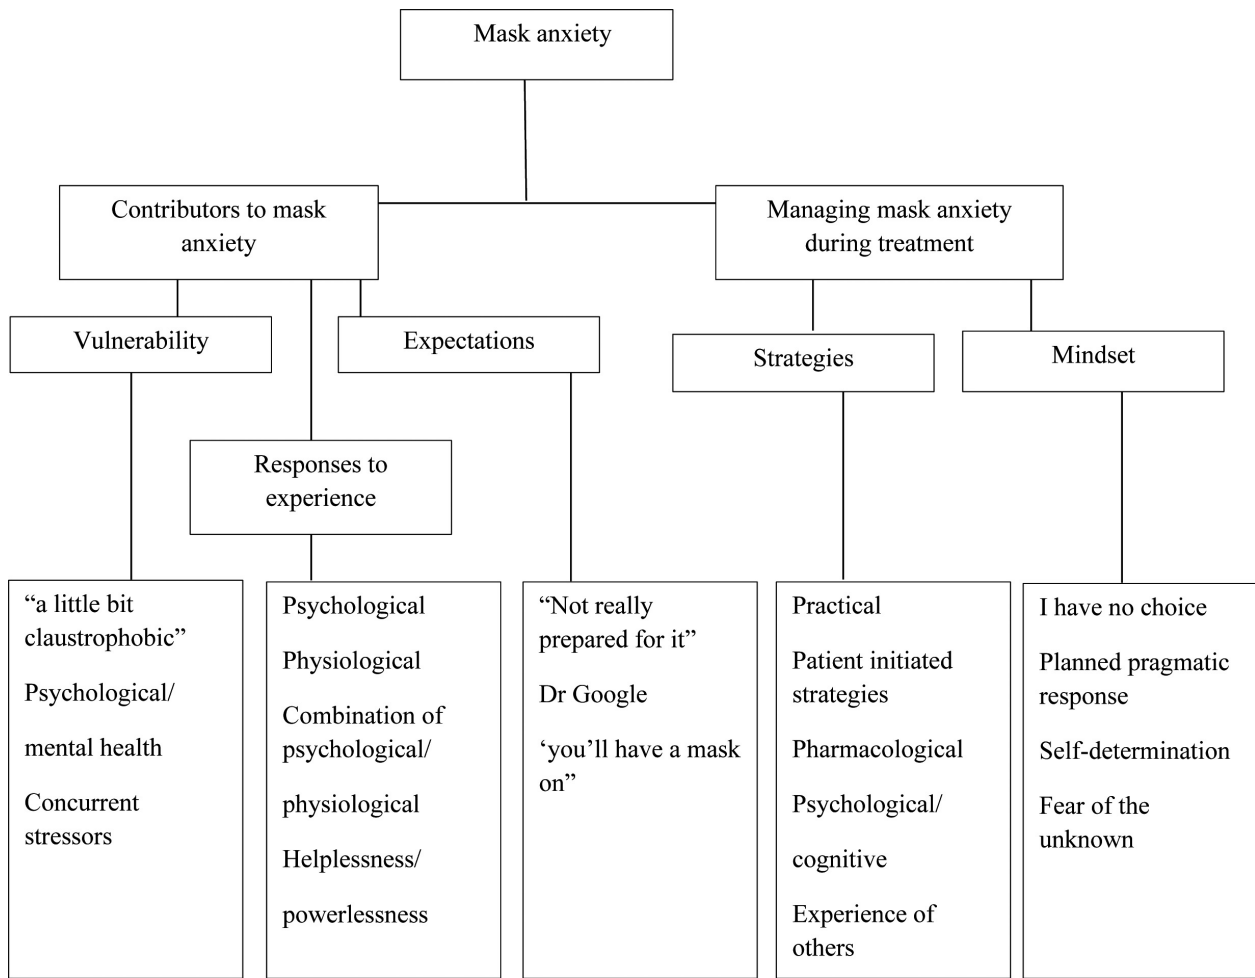 Mask anxiety
Contributors to mask
anxiety
Managing mask anxiety
during treatment
Vulnerability
Expectations
Strategies
Mindset
Responses to
experience
“a little bit
claustrophobic”
Psychological/
mental health
Concurrent
stressors
Psychological
Physiological
Combination of
psychological/
physiological
Helplessness/
powerlessness
“Not really
prepared for it”
Dr Google
‘you’ll have a mask
on”
Practical
Patient initiated
strategies
Pharmacological
Psychological/
cognitive
Experience of
others
I have no choice
Planned pragmatic
response
Self-determination
Fear of the
unknown